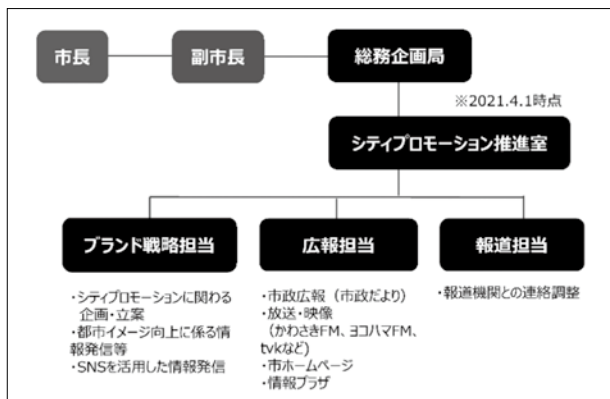 市長
副市長
総務企画局
※2021.4.1時点
シティプロモーション推進室
ブランド戦略担当
広報担当
報道担当
・シティプロモーションに関わる
企画・立案
・都市イメージ向上に係る情
報発信等
・SNSを活用した情報発信
・市政広報（市政だより）
・放送・映像
（かわさきFM、ヨコハマFM、
tvkなど）
・市ホームページ
・情報プラザ
・報道機関との連絡調整